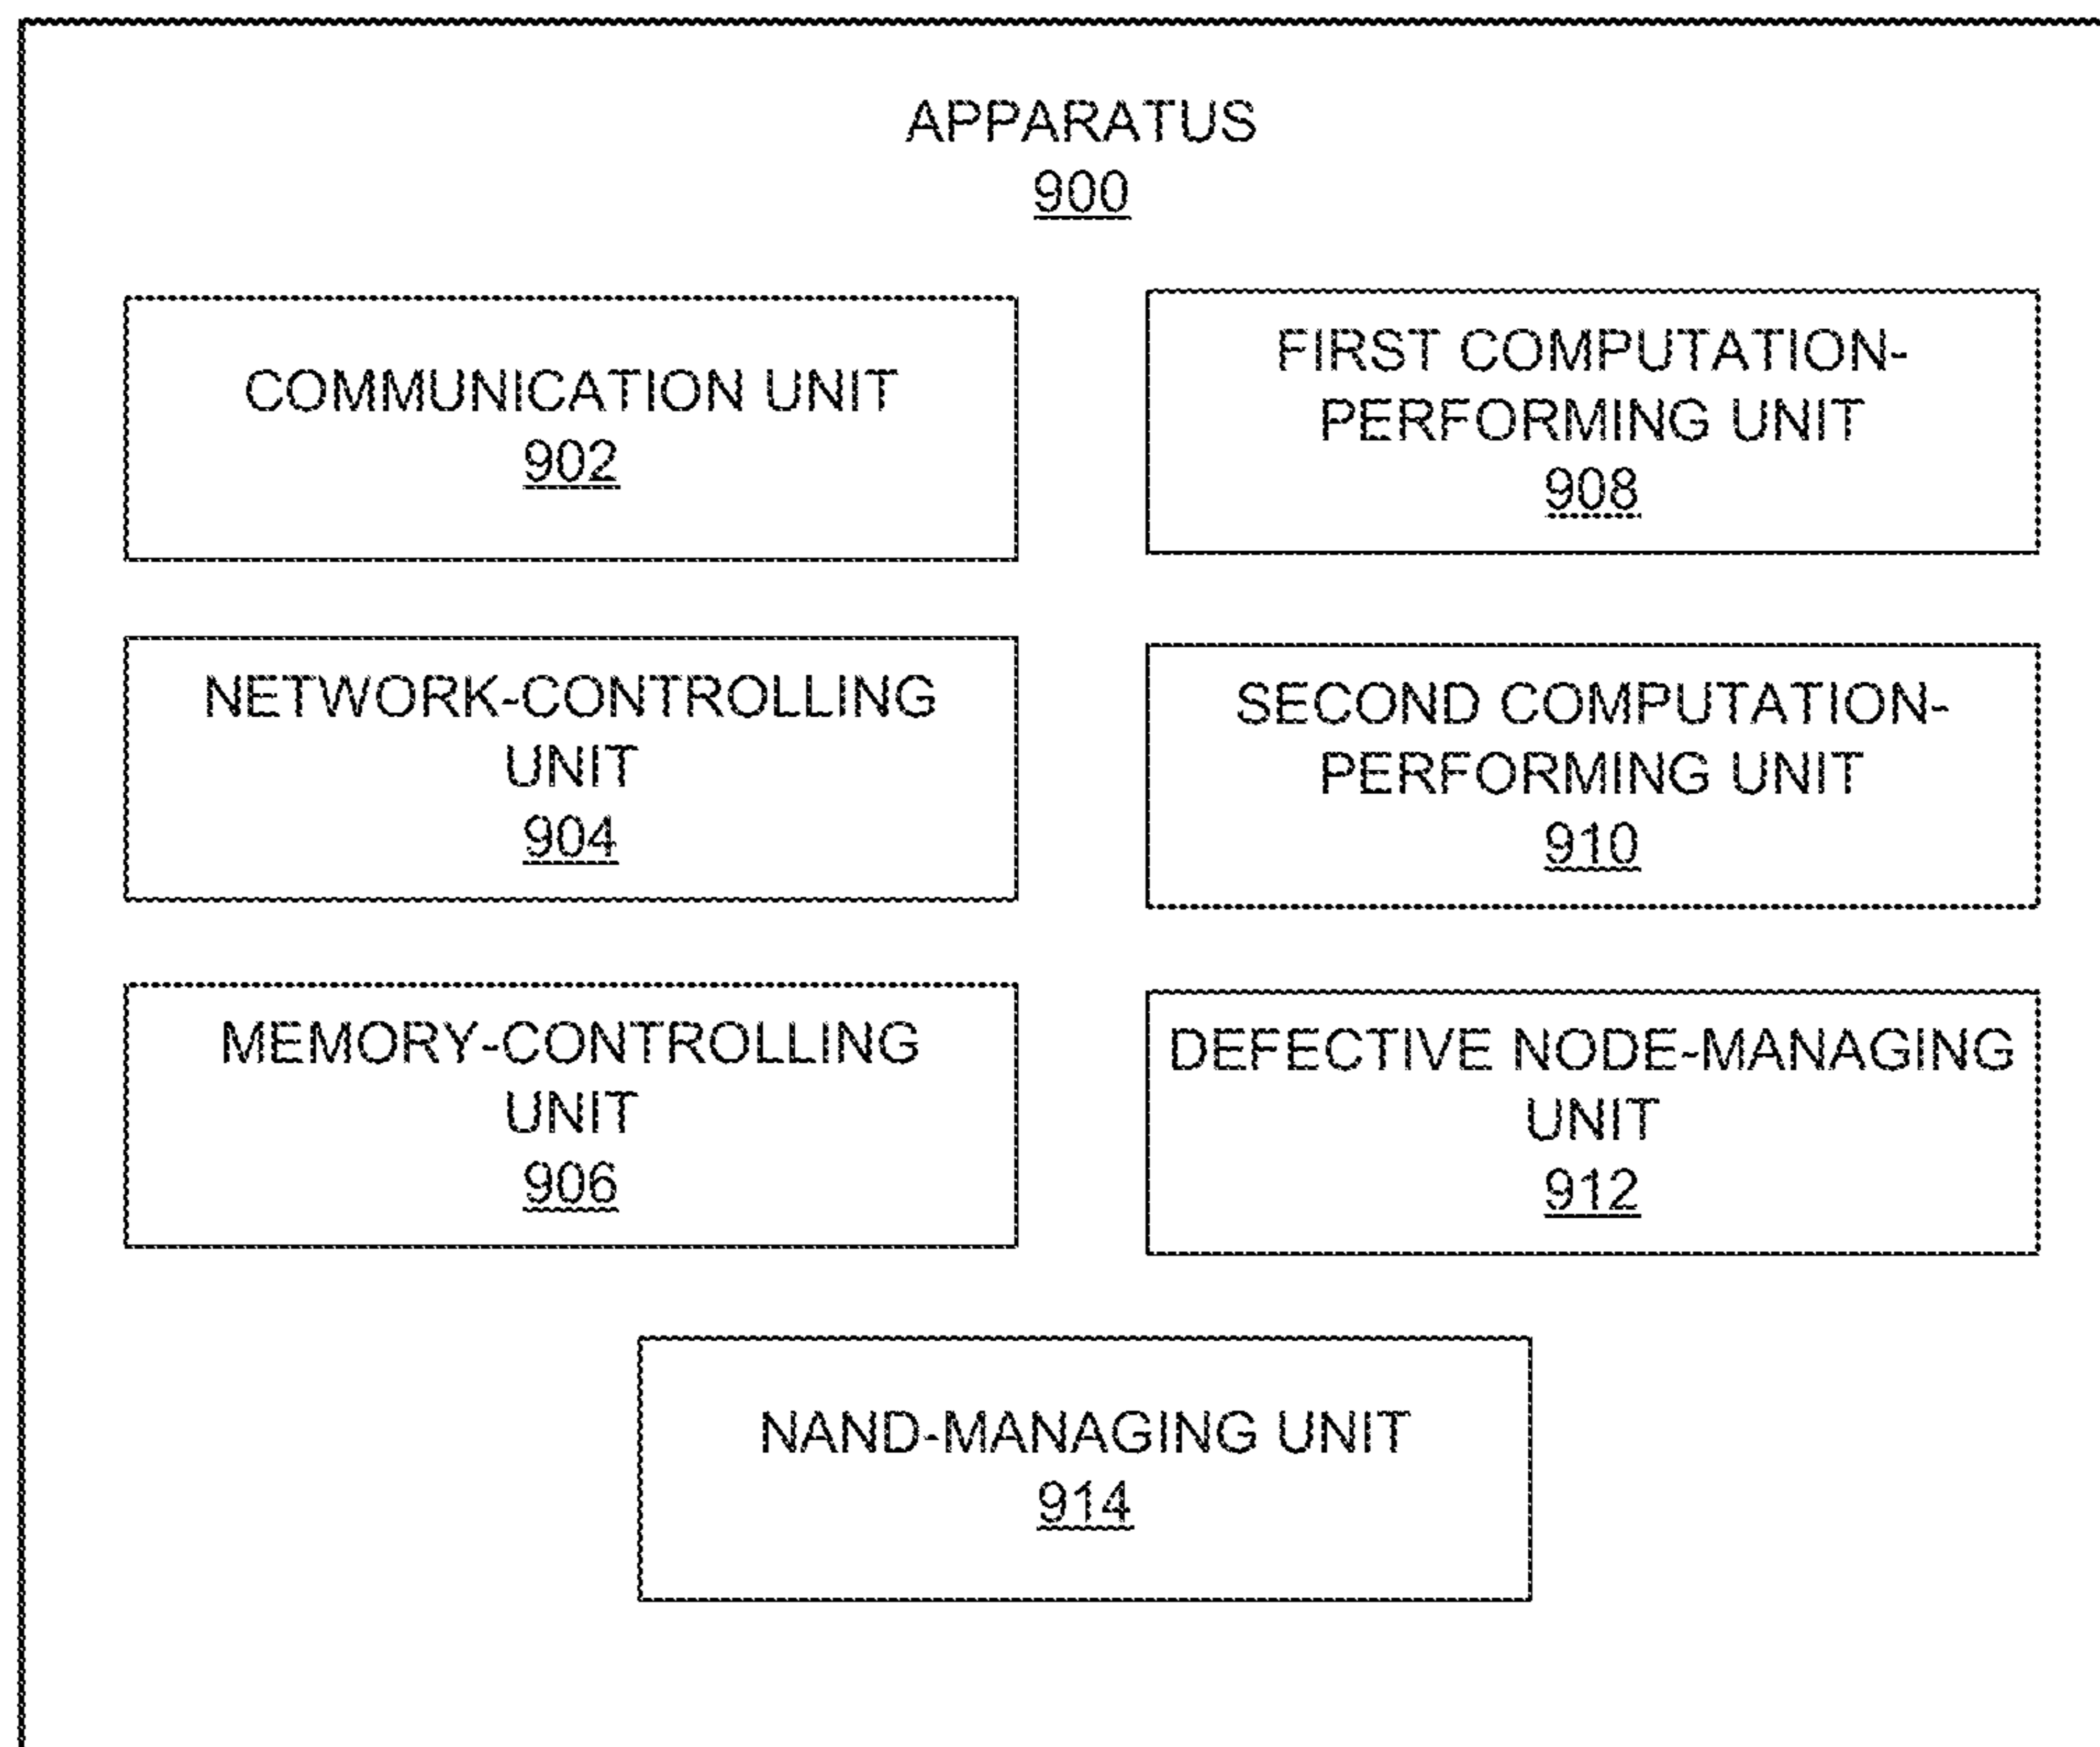 APPARATUS
900
COMMUNICATION UNIT
902
FIRST COMPUTATION-
PERFORMING UNIT
908
NETWORK-CONTROLLING
UNIT
904
SECOND COMPUTATION-
PERFORMING UNIT
910
MEMORY-CONTROLLING
UNIT
906
DEFECTIVE NODE-MANAGING
UNIT
912
NAND-MANAGING UNIT
914